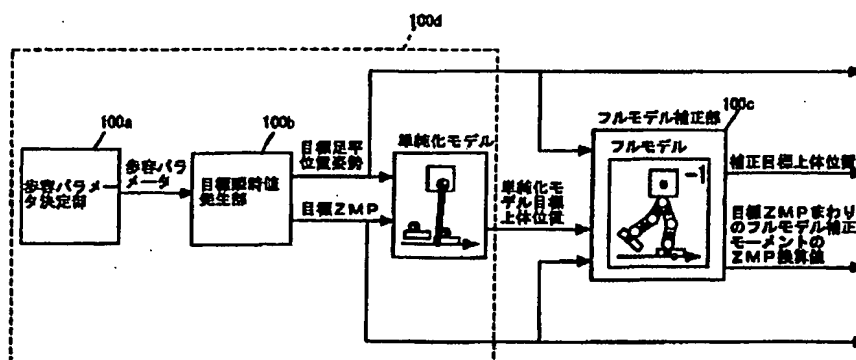 100d
100a
歩容パラメー
タ決定部
歩容パラ
メータ
100b
目標瞬時値
発生部
目標足平
位置姿勢
目標ZMP
単純化モデル
単純化モ
デル目標
上体位置
100c
フルモデル補正部
フルモデル
-1
補正目標上体位置
目標ZMPまわり
のフルモデル補正
モーメントの
ZMP換算値